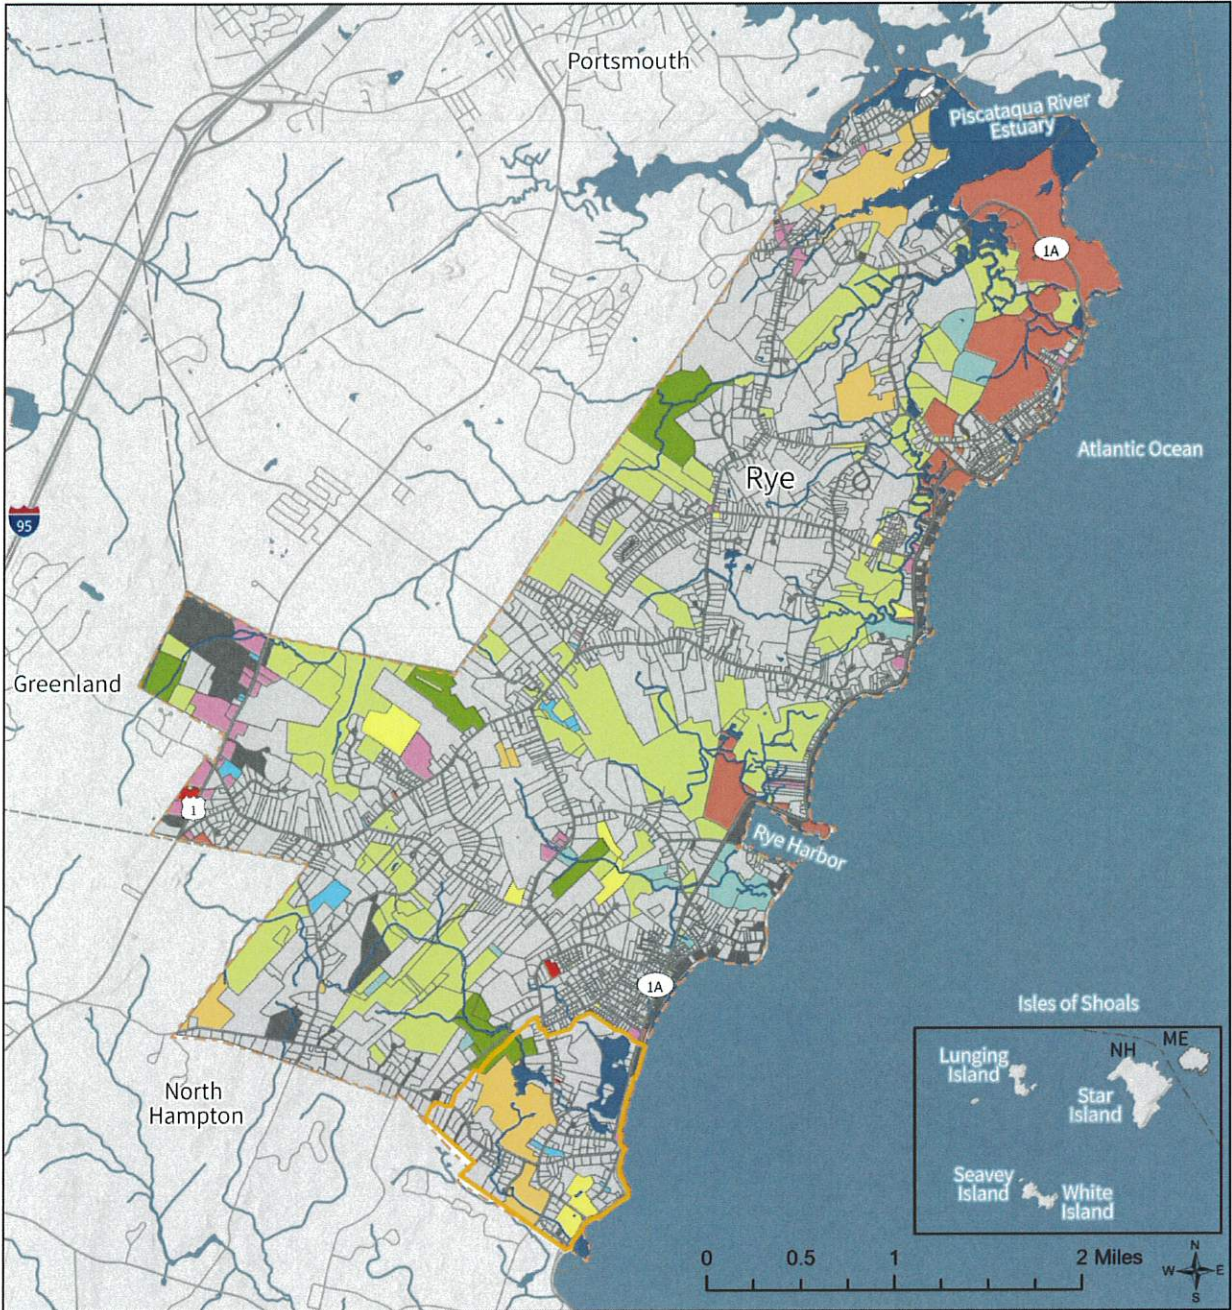 Portsmouth
Piscataqua River
Estuary
1A
Atlantic Ocean
Rye
95
Greenland
1
Rye Harbor
1A
Isles of Shoals
North
Hampton
Lunging
Island
NH
ME
Star
Island
Seavey
Island
White
Island
0
0.5
1
2 Miles
N
W
E
S